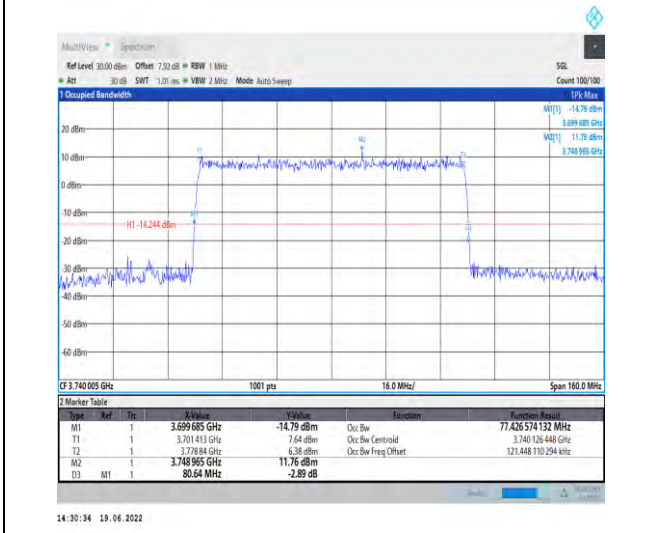 MultiView Spectrum
Ref Level 30.00 dBm Offset 7.92 dB RBW 1 MHz SGL
Att 30 dB SWT 1.01 ms VBW 2 MHz Mode Auto Sweep Count 100/100
1 Occupied Bandwidth 1Pk Max
M1[1] -14.79 dBm
3.699 685 GHz
M2[1] 11.76 dBm
3.748 965 GHz
20 dBm
M2
T1 T2
10 dBm
0 dBm
-10 dBm
M1
H1 -14.244 dBm
D3
-20 dBm
-30 dBm
-40 dBm
-50 dBm
-60 dBm
CF 3.740 005 GHz 1001 pts 16.0 MHz/ Span 160.0 MHz
2 Marker Table
Type Ref Trc X-Value Y-Value Function Function Result
M1 1 3.699 685 GHz -14.79 dBm Occ Bw 77.426 574 132 MHz
T1 1 3.701 413 GHz 7.64 dBm Occ Bw Centroid 3.740 126 448 GHz
T2 1 3.778 84 GHz 6.38 dBm Occ Bw Freq Offset 121.448 110 294 kHz
M2 1 3.748 965 GHz 11.76 dBm
D3 M1 1 80.64 MHz -2.89 dB
14:30:34 19.06.2022